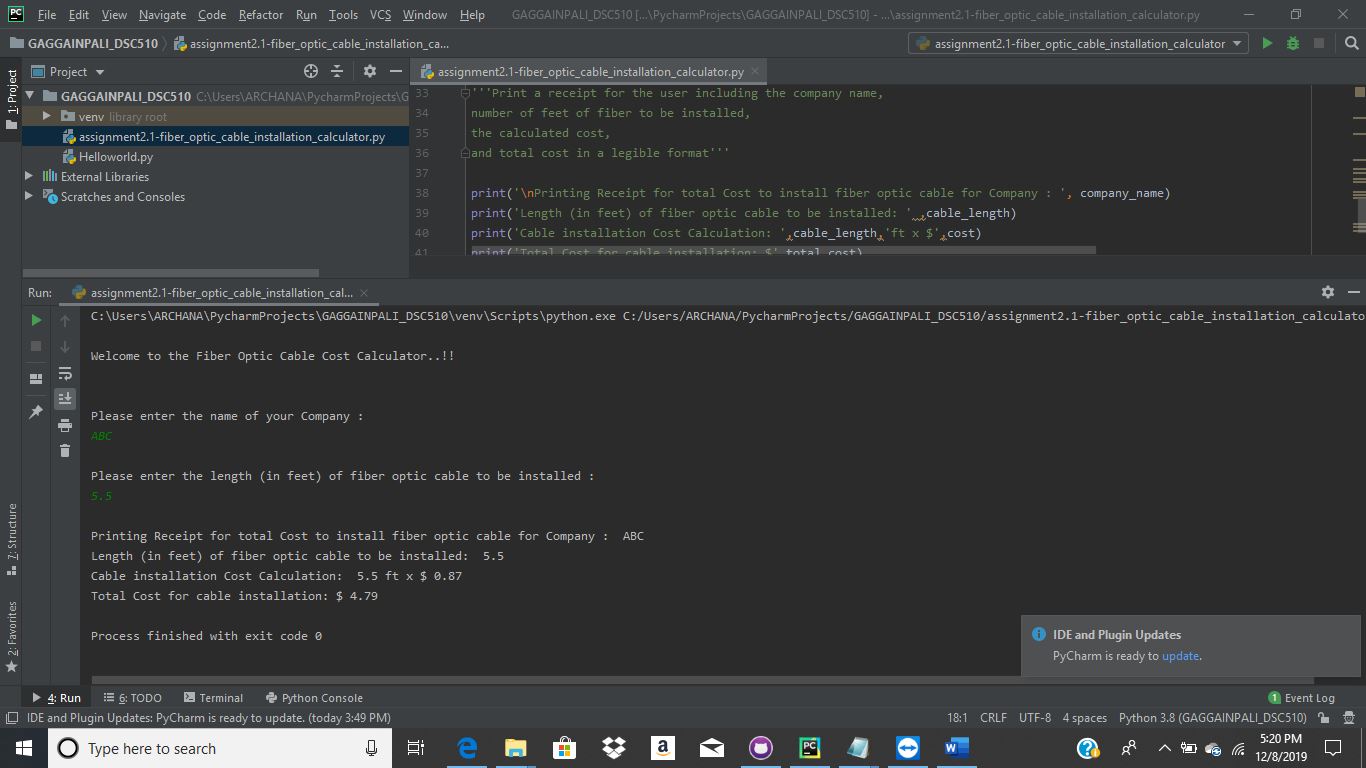 PC File Edit View Navigate Code Refactor Run Tools VCS Window Help GAGGAINPALI_DSC510 [...\PycharmProjects\GAGGAINPALI_DSC510] - ...\assignment2.1-fiber_optic_cable_installation_calculator.py
GAGGAINPALI_DSC510 assignment2.1-fiber_optic_cable_installation_ca... assignment2.1-fiber_optic_cable_installation_calculator
1: Project
Project
GAGGAINPALI_DSC510 C:\Users\ARCHANA\PycharmProjects\G
venv library root
assignment2.1-fiber_optic_cable_installation_calculator.py
Helloworld.py
External Libraries
Scratches and Consoles
assignment2.1-fiber_optic_cable_installation_calculator.py
33 '''Print a receipt for the user including the company name,
34 number of feet of fiber to be installed,
35 the calculated cost,
36 and total cost in a legible format'''
37
38 print('\nPrinting Receipt for total Cost to install fiber optic cable for Company : ', company_name)
39 print('Length (in feet) of fiber optic cable to be installed: ' ,cable_length)
40 print('Cable installation Cost Calculation: ',cable_length,'ft x $',cost)
41 print('Total Cost for cable installation: $',total_cost)
Run: assignment2.1-fiber_optic_cable_installation_cal...
C:\Users\ARCHANA\PycharmProjects\GAGGAINPALI_DSC510\venv\Scripts\python.exe C:/Users/ARCHANA/PycharmProjects/GAGGAINPALI_DSC510/assignment2.1-fiber_optic_cable_installation_calculato
Welcome to the Fiber Optic Cable Cost Calculator..!!
Please enter the name of your Company :
ABC
Please enter the length (in feet) of fiber optic cable to be installed :
5.5
Printing Receipt for total Cost to install fiber optic cable for Company :  ABC
Length (in feet) of fiber optic cable to be installed:  5.5
Cable installation Cost Calculation:  5.5 ft x $ 0.87
Total Cost for cable installation: $ 4.79
Process finished with exit code 0
7: Structure
2: Favorites
IDE and Plugin Updates
PyCharm is ready to update.
4: Run 6: TODO Terminal Python Console 1 Event Log
IDE and Plugin Updates: PyCharm is ready to update. (today 3:49 PM) 18:1 CRLF UTF-8 4 spaces Python 3.8 (GAGGAINPALI_DSC510)
Type here to search
5:20 PM
12/8/2019